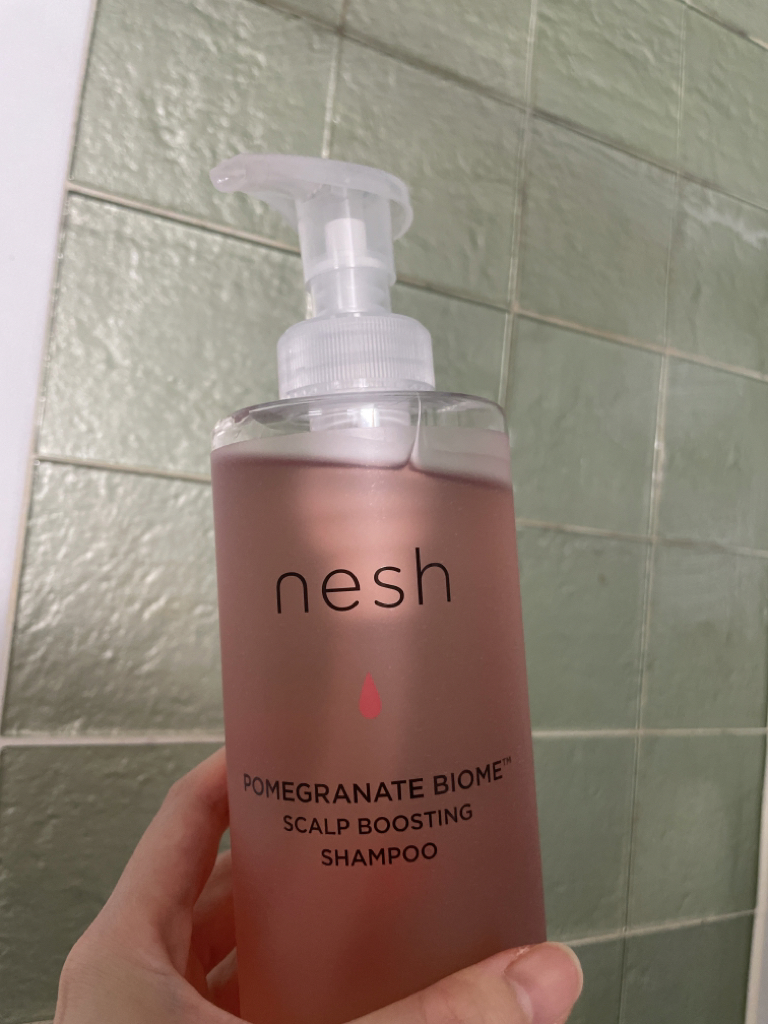 nesh
POMEGRANATE BIOME™
SCALP BOOSTING
SHAMPOO